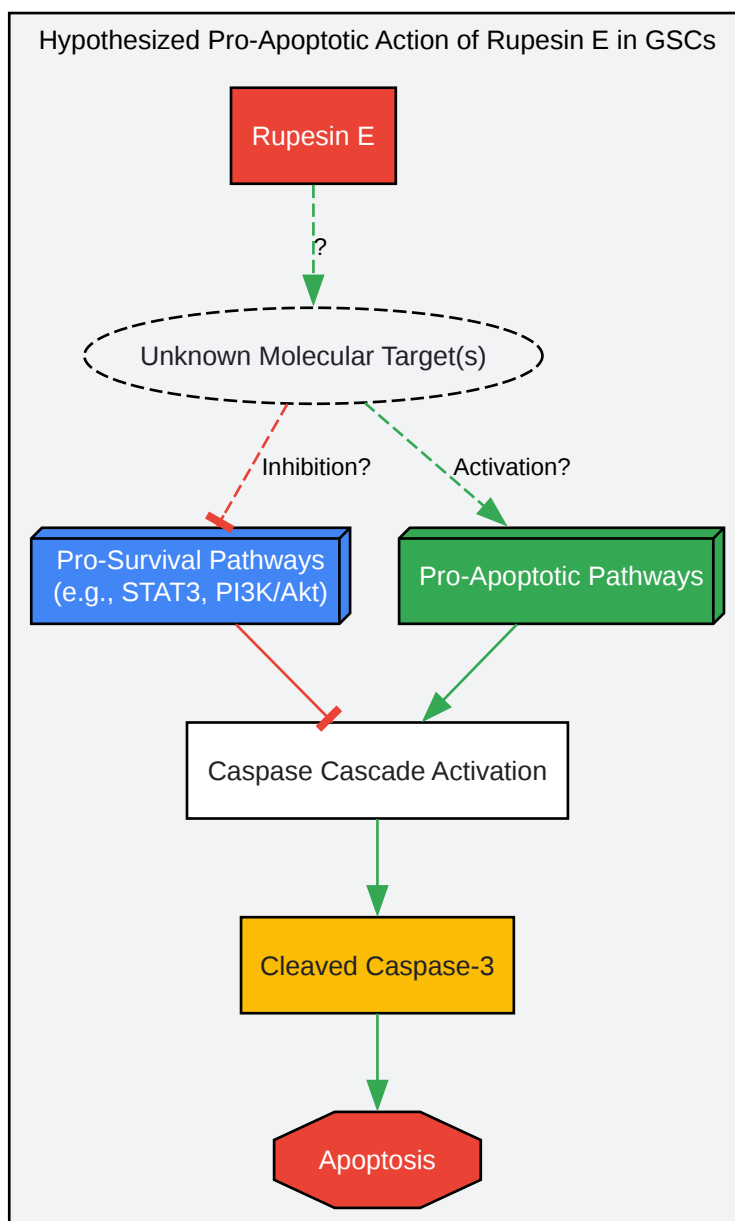 Hypothesized Pro-Apoptotic Action of Rupesin E in GSCs
Rupesin E
?
Unknown Molecular Target(s)
Inhibition?
Activation?
Pro-Survival Pathways
(e.g., STAT3, PI3K/Akt)
Pro-Apoptotic Pathways
Caspase Cascade Activation
Cleaved Caspase-3
Apoptosis